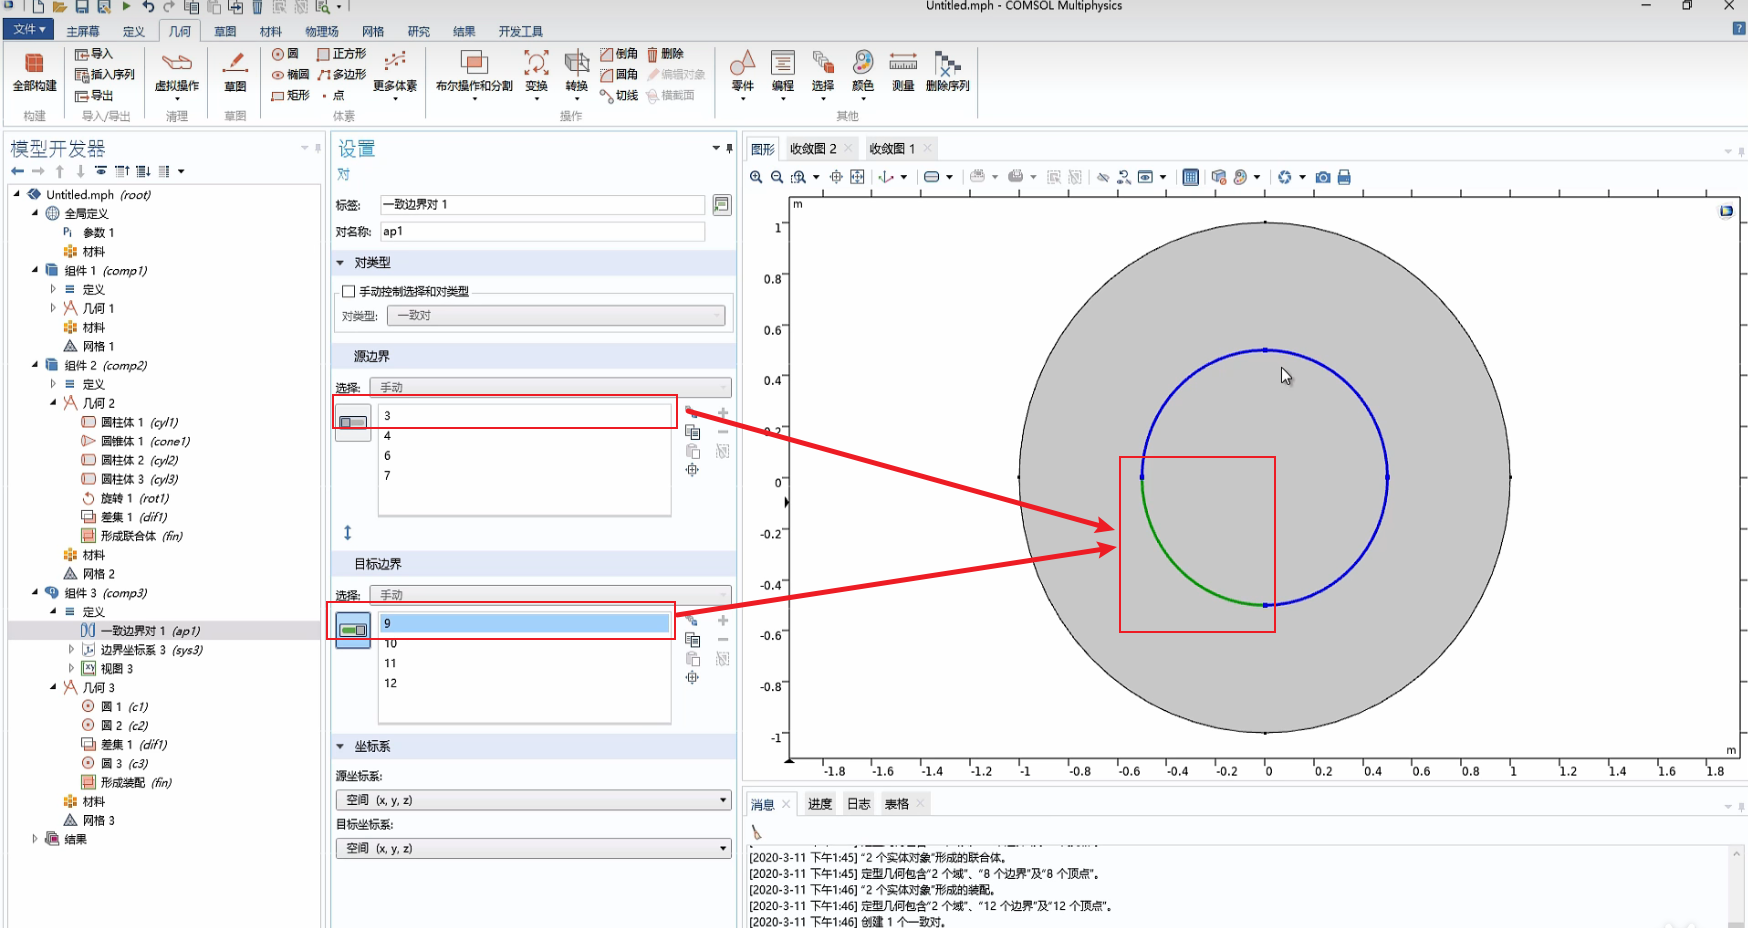 Untitled.mph - COMSOL Multiphysics
文件 主屏幕 定义 几何 草图 材料 物理场 网格 研究 结果 开发工具
导入 圆 正方形 倒角 删除
插入序列 椭圆 多边形 圆角 编辑对象
全部构建 虚拟操作 草图 更多体素 布尔操作和分割 变换 转换 零件 编程 选择 颜色 测量 删除序列
导出 矩形 点 切线 横截面
构建 导入/导出 清理 草图 体素 操作 其他
模型开发器
Untitled.mph (root)
全局定义
Pi 参数 1
材料
组件 1 (comp1)
定义
几何 1
材料
网格 1
组件 2 (comp2)
定义
几何 2
圆柱体 1 (cyl1)
圆锥体 1 (cone1)
圆柱体 2 (cyl2)
圆柱体 3 (cyl3)
旋转 1 (rot1)
差集 1 (dif1)
形成联合体 (fin)
材料
网格 2
组件 3 (comp3)
定义
一致边界对 1 (ap1)
边界坐标系 3 (sys3)
视图 3
几何 3
圆 1 (c1)
圆 2 (c2)
差集 1 (dif1)
圆 3 (c3)
形成装配 (fin)
材料
网格 3
结果
设置
对
标签: 一致边界对 1
对名称: ap1
对类型
手动控制选择和对类型
对类型: 一致对
源边界
选择: 手动
3
4
6
7
目标边界
选择: 手动
9
10
11
12
坐标系
源坐标系:
空间 (x, y, z)
目标坐标系:
空间 (x, y, z)
图形 收敛图 2 收敛图 1
m
1
0.8
0.6
0.4
0.2
0
-0.2
-0.4
-0.6
-0.8
-1
m
-1.8 -1.6 -1.4 -1.2 -1 -0.8 -0.6 -0.4 -0.2 0 0.2 0.4 0.6 0.8 1 1.2 1.4 1.6 1.8
消息 进度 日志 表格
[2020-3-11 下午1:45] “2 个实体对象”形成的联合体。
[2020-3-11 下午1:45] 定型几何包含“2 个域”、“8 个边界”及“8 个顶点”。
[2020-3-11 下午1:46] “2 个实体对象”形成的装配。
[2020-3-11 下午1:46] 定型几何包含“2 个域”、“12 个边界”及“12 个顶点”。
[2020-3-11 下午1:46] 创建 1 个一致对。